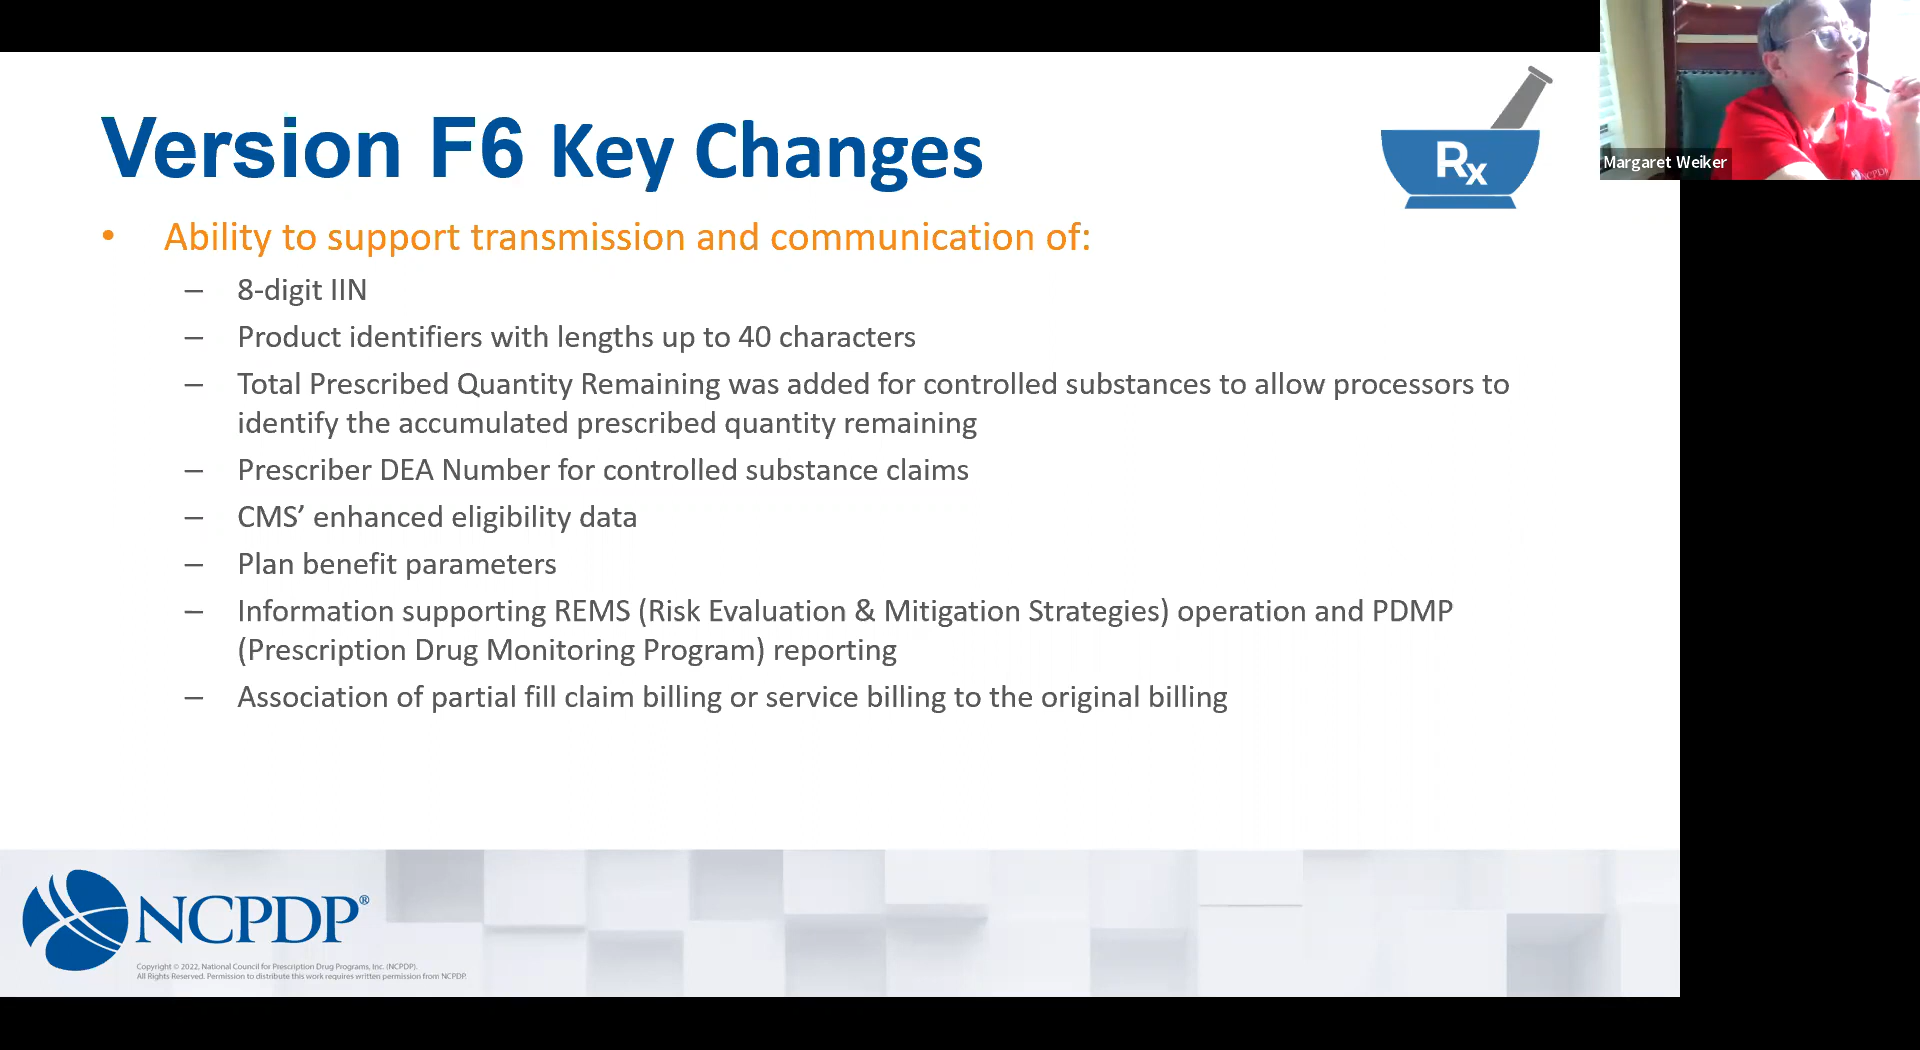 Version F6 Key Changes
Rx
Margaret Weiker
NCPDP
• Ability to support transmission and communication of:
– 8-digit IIN
– Product identifiers with lengths up to 40 characters
– Total Prescribed Quantity Remaining was added for controlled substances to allow processors to
identify the accumulated prescribed quantity remaining
– Prescriber DEA Number for controlled substance claims
– CMS’ enhanced eligibility data
– Plan benefit parameters
– Information supporting REMS (Risk Evaluation & Mitigation Strategies) operation and PDMP
(Prescription Drug Monitoring Program) reporting
– Association of partial fill claim billing or service billing to the original billing
NCPDP®
Copyright © 2022, National Council for Prescription Drug Programs, Inc. (NCPDP).
All Rights Reserved. Permission to distribute this work requires written permission from NCPDP.